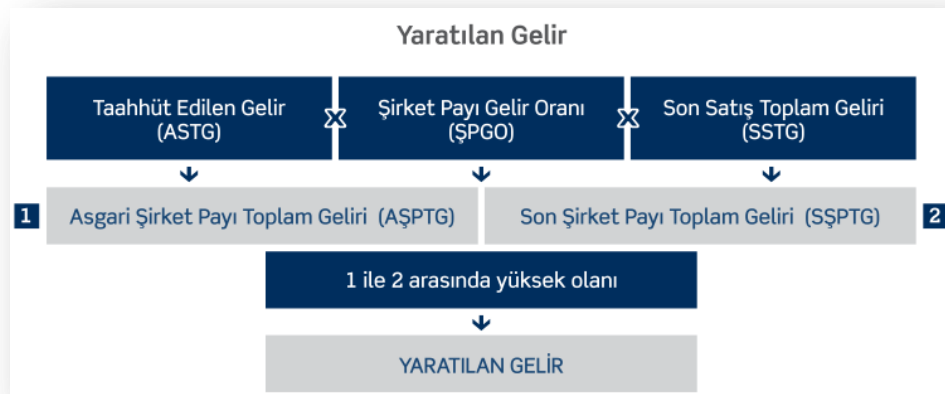 Yaratılan Gelir
Taahhüt Edilen Gelir
(ASTG)
X
Şirket Payı Gelir Oranı
(ŞPGO)
X
Son Satış Toplam Geliri
(SSTG)
1
Asgari Şirket Payı Toplam Geliri (AŞPTG)
Son Şirket Payı Toplam Geliri (SŞPTG)
2
1 ile 2 arasında yüksek olanı
YARATILAN GELİR